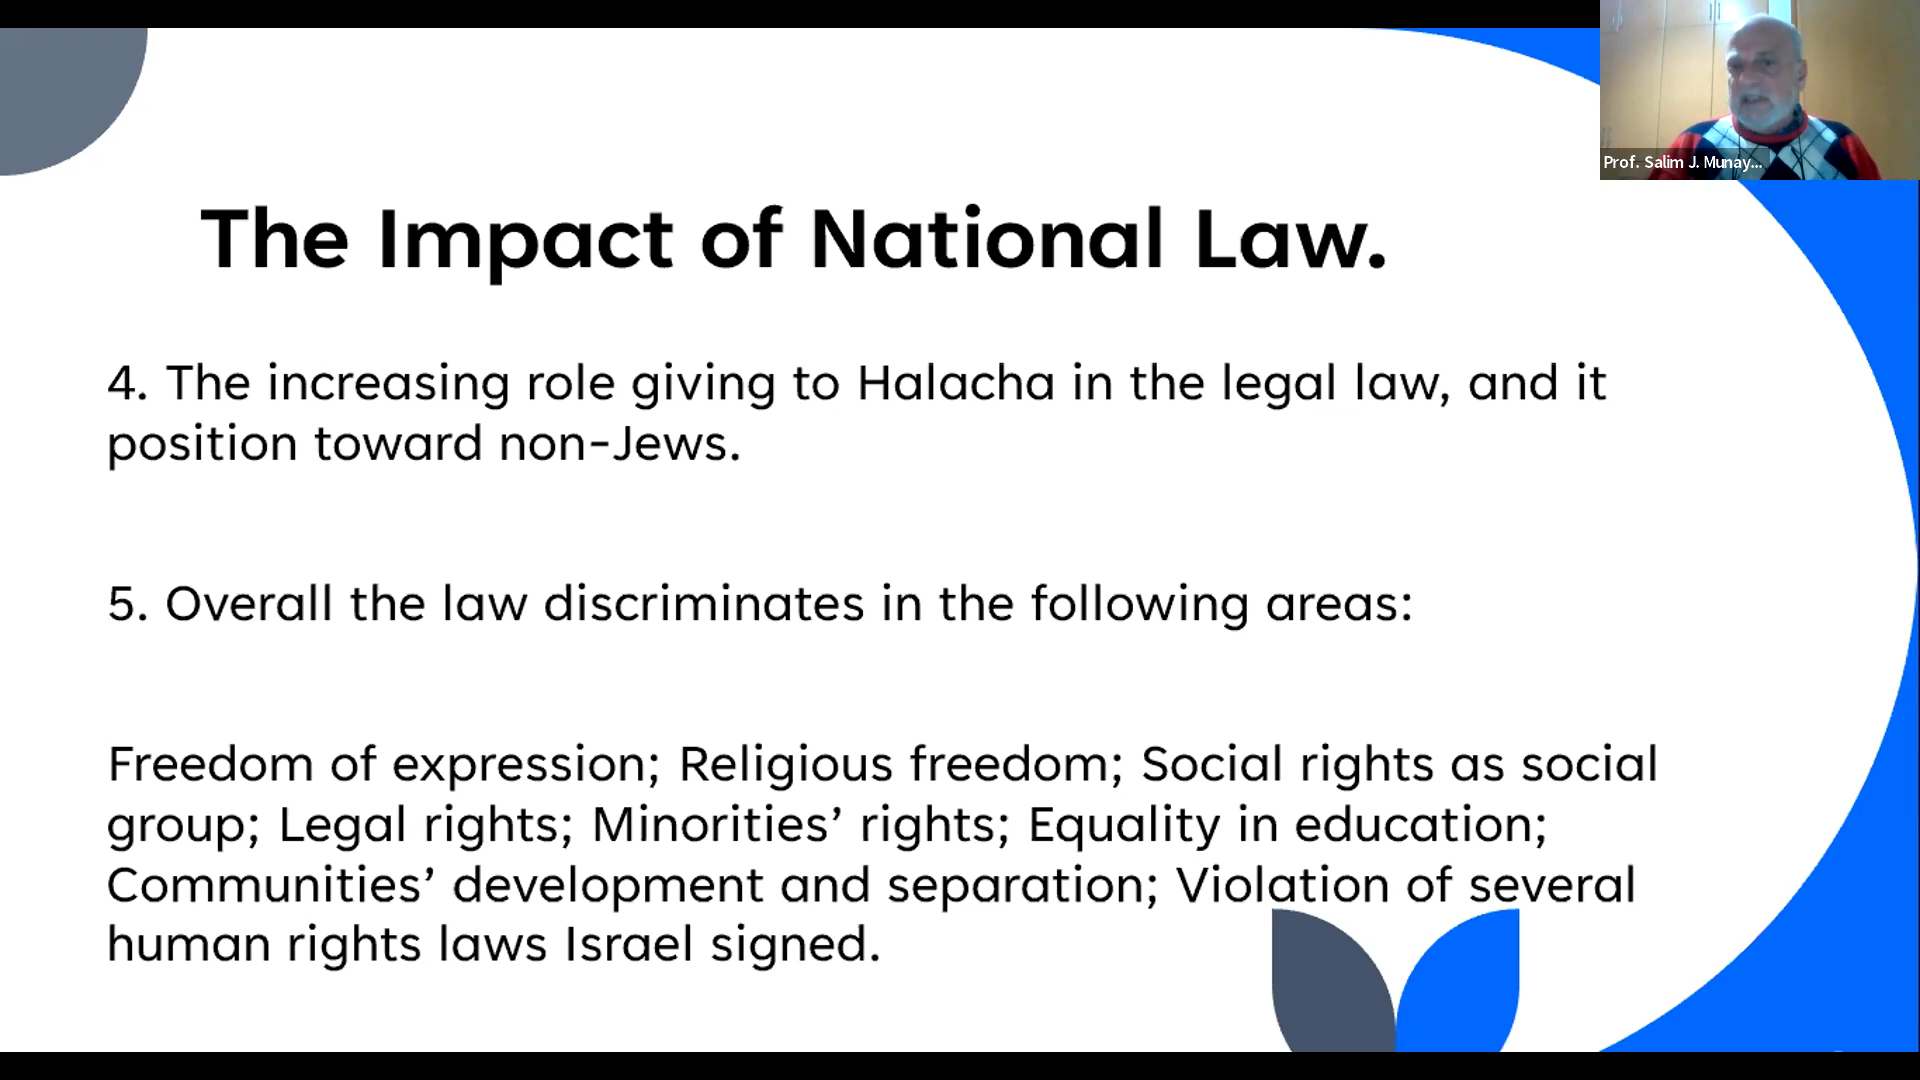 Prof. Salim J. Munay...
The Impact of National Law.
4. The increasing role giving to Halacha in the legal law, and it
position toward non-Jews.
5. Overall the law discriminates in the following areas:
Freedom of expression; Religious freedom; Social rights as social
group; Legal rights; Minorities’ rights; Equality in education;
Communities’ development and separation; Violation of several
human rights laws Israel signed.